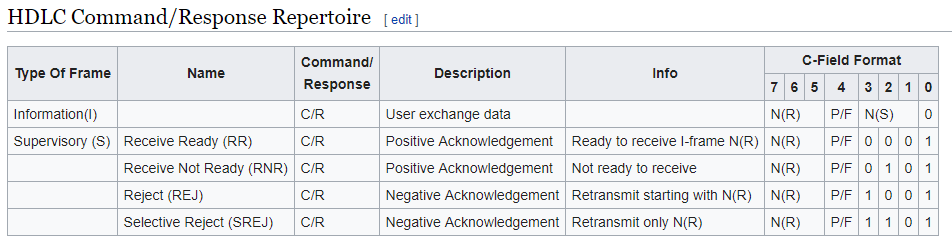 HDLC Command/Response Repertoire [ edit ]
Type Of Frame Name Command/ Response Description Info C-Field Format
7 6 5 4 3 2 1 0
Information(I) C/R User exchange data N(R) P/F N(S) 0
Supervisory (S) Receive Ready (RR) C/R Positive Acknowledgement Ready to receive I-frame N(R) N(R) P/F 0 0 0 1
Receive Not Ready (RNR) C/R Positive Acknowledgement Not ready to receive N(R) P/F 0 1 0 1
Reject (REJ) C/R Negative Acknowledgement Retransmit starting with N(R) N(R) P/F 1 0 0 1
Selective Reject (SREJ) C/R Negative Acknowledgement Retransmit only N(R) N(R) P/F 1 1 0 1